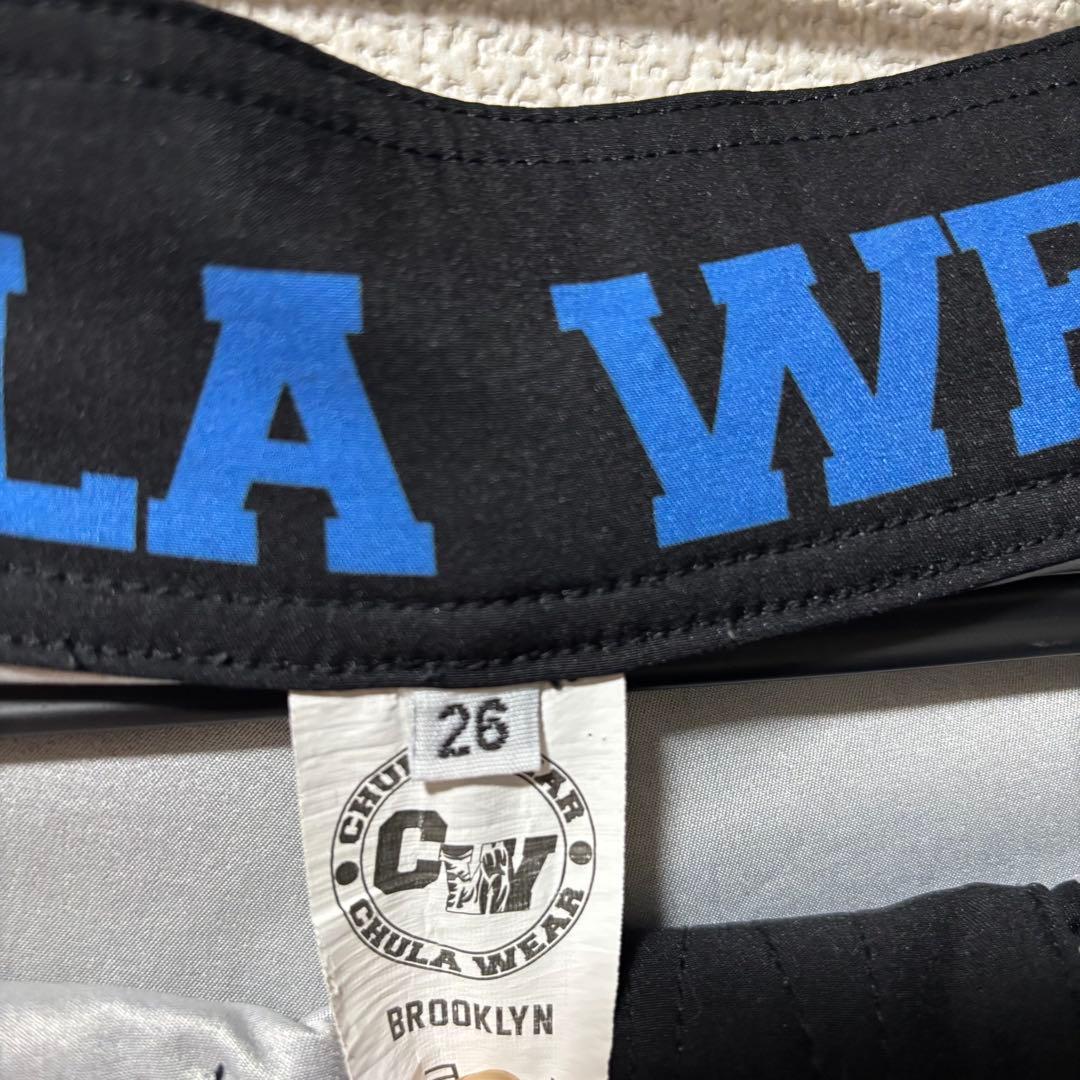 LA WE
26
CHULA WEAR
CW
CHULA WEAR
BROOKLYN